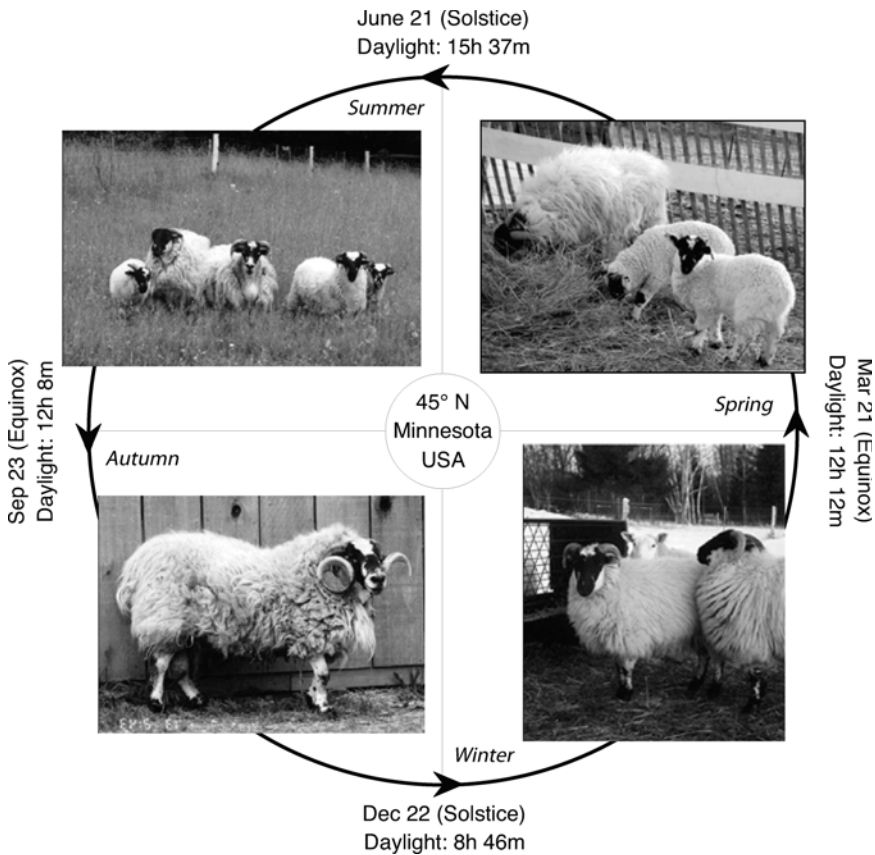 June 21 (Solstice)
Daylight: 15h 37m
Summer
Spring
Mar 21 (Equinox)
Daylight: 12h 12m
45° N
Minnesota
USA
Sep 23 (Equinox)
Daylight: 12h 8m
Autumn
Winter
Dec 22 (Solstice)
Daylight: 8h 46m